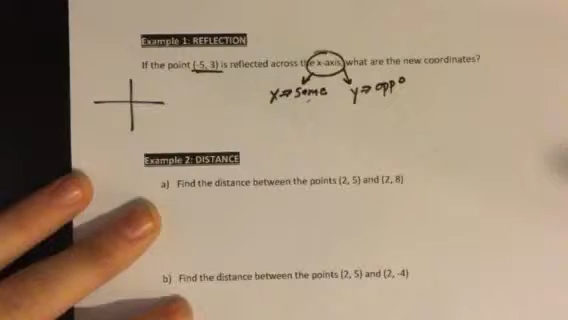 Example 1: REFLECTION
If the point (-5, 3) is reflected across the x-axis, what are the new coordinates?
x → same y → opp
Example 2: DISTANCE
a) Find the distance between the points (2, 5) and (2, 8)
b) Find the distance between the points (2, 5) and (2, -4)